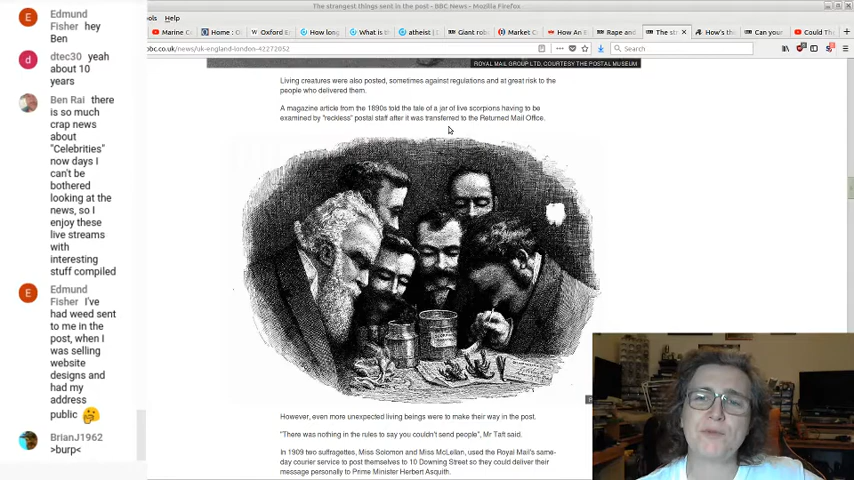 The strangest things sent in the post - BBC News - Mozilla Firefox
Help
Marine C
Home : O
Oxford E
How long
What is t
atheist |
Giant robo
Market C
How An E
Rape and
The str
How's the
Can your
Could Th
bbc.co.uk/news/uk-england-london-42272052
Search
ROYAL MAIL GROUP LTD, COURTESY THE POSTAL MUSEUM
Living creatures were also posted, sometimes against regulations and at great risk to the
people who delivered them.
A magazine article from the 1890s told the tale of a jar of live scorpions having to be
examined by "reckless" postal staff after it was transferred to the Returned Mail Office.
However, even more unexpected living beings were to make their way in the post.
"There was nothing in the rules to say you couldn't send people", Mr Taft said.
In 1909 two suffragettes, Miss Solomon and Miss McLellan, used the Royal Mail's same-
day courier service to post themselves to 10 Downing Street so they could deliver their
message personally to Prime Minister Herbert Asquith.
E
Edmund
Fisher hey
Ben
d
dtec30 yeah
about 10
years
Ben Rai there
is so much
crap news
about
"Celebrities"
now days I
can't be
bothered
looking at the
news, so I
enjoy these
live streams
with
interesting
stuff compiled
E
Edmund
Fisher I've
had weed sent
to me in the
post, when I
was selling
website
designs and
had my
address
public 🤔
BrianJ1962
>burp<